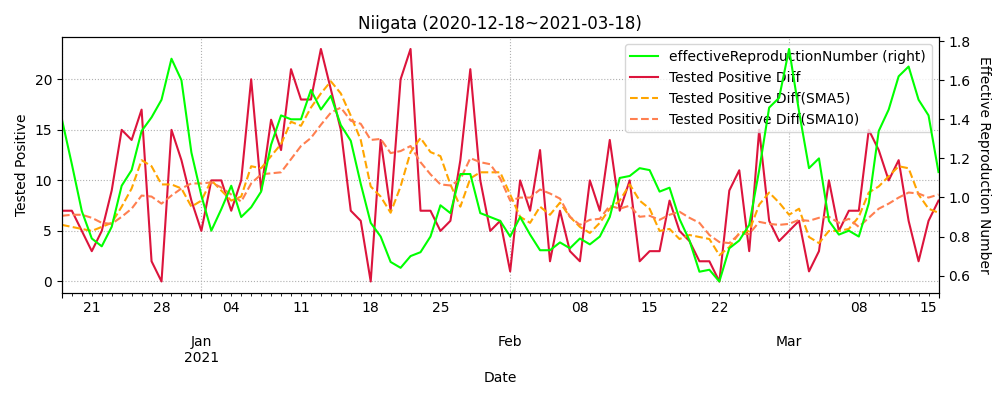 Niigata (2020-12-18~2021-03-18)
effectiveReproductionNumber (right)
Tested Positive Diff
Tested Positive Diff(SMA5)
Tested Positive Diff(SMA10)
Tested Positive
20
15
10
5
0
Effective Reproduction Number
1.8
1.6
1.4
1.2
1.0
0.8
0.6
21 28 04 11 18 25 08 15 22 08 15
Jan Feb Mar
2021
Date